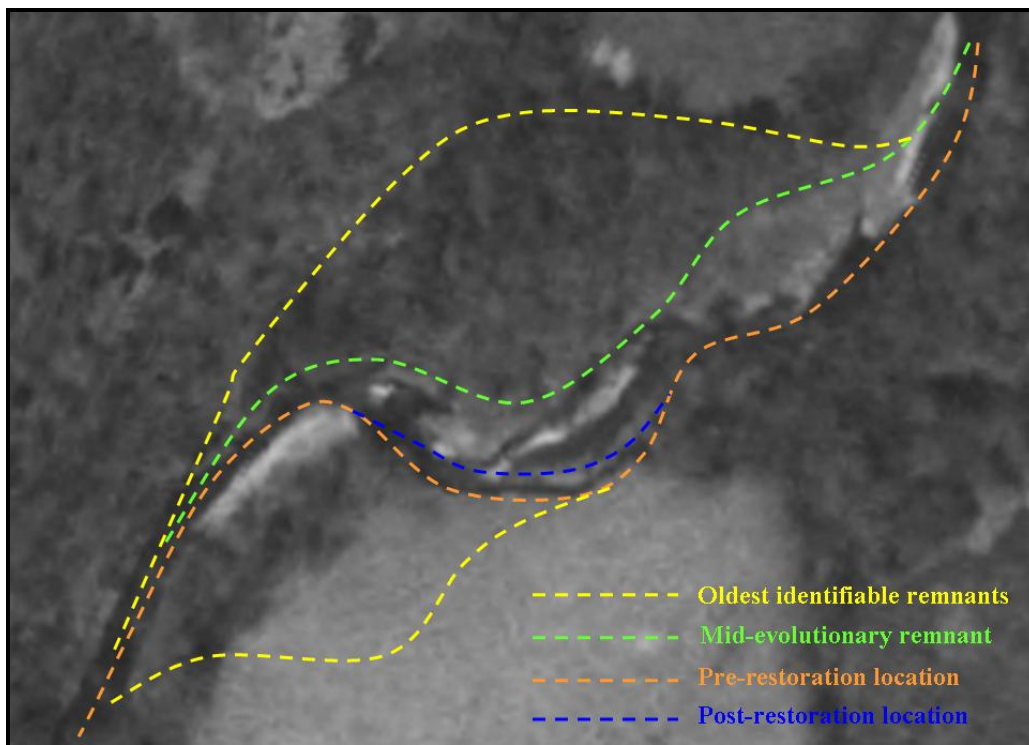 Oldest identifiable remnants
Mid-evolutionary remnant
Pre-restoration location
Post-restoration location